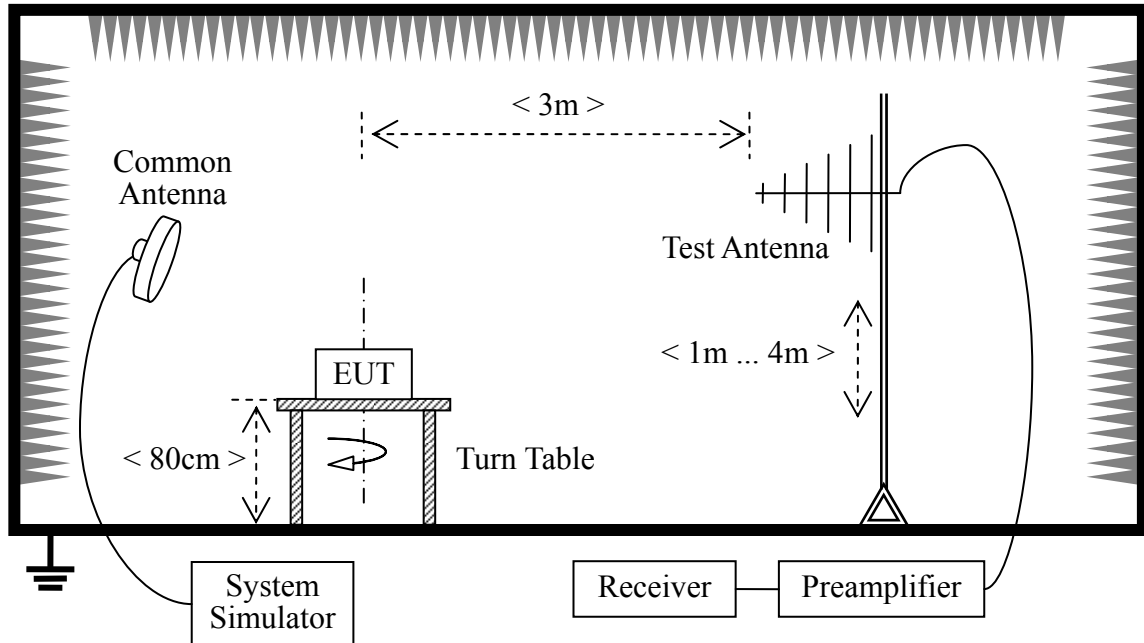 < 3m >
Common
Antenna
Test Antenna
< 1m ... 4m >
EUT
< 80cm >
Turn Table
System
Simulator
Receiver
Preamplifier